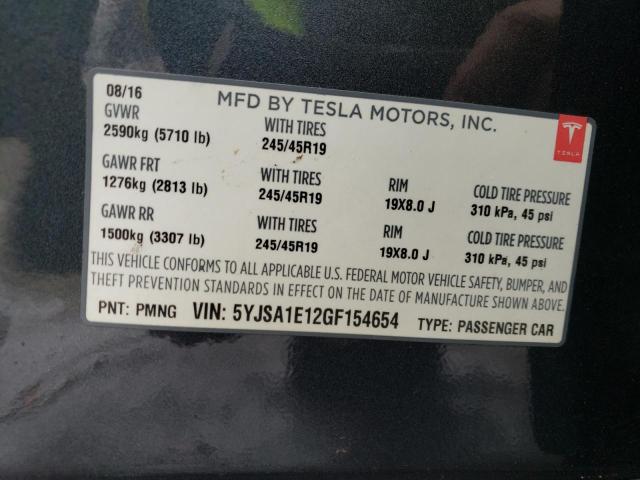 08/16 MFD BY TESLA MOTORS, INC.
GVWR WITH TIRES
2590kg (5710 lb) 245/45R19
TESLA
GAWR FRT WITH TIRES RIM COLD TIRE PRESSURE
1276kg (2813 lb) 245/45R19 19X8.0 J 310 kPa, 45 psi
GAWR RR WITH TIRES RIM COLD TIRE PRESSURE
1500kg (3307 lb) 245/45R19 19X8.0 J 310 kPa, 45 psi
THIS VEHICLE CONFORMS TO ALL APPLICABLE U.S. FEDERAL MOTOR VEHICLE SAFETY, BUMPER, AND
THEFT PREVENTION STANDARDS IN EFFECT ON THE DATE OF MANUFACTURE SHOWN ABOVE.
PNT: PMNG VIN: 5YJSA1E12GF154654 TYPE: PASSENGER CAR